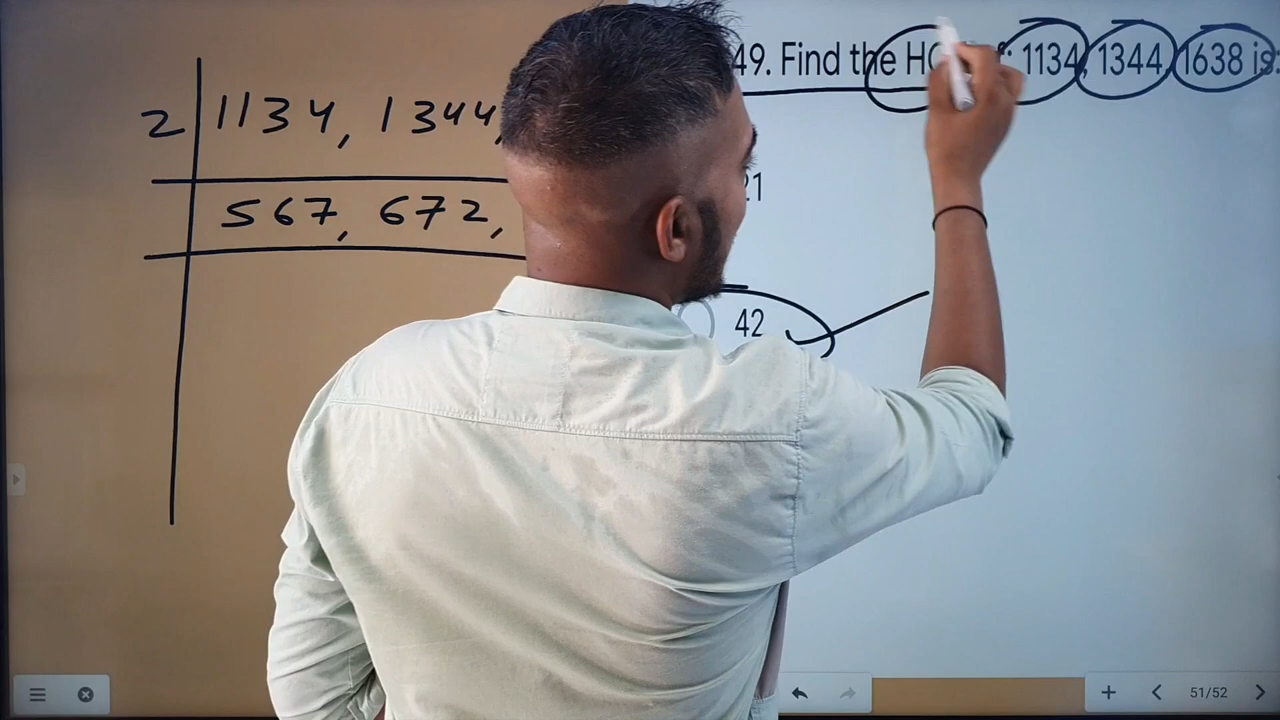 49. Find the 1134, 1344, 1638 is
2 1134, 1344,
21
567, 672,
42
51/52